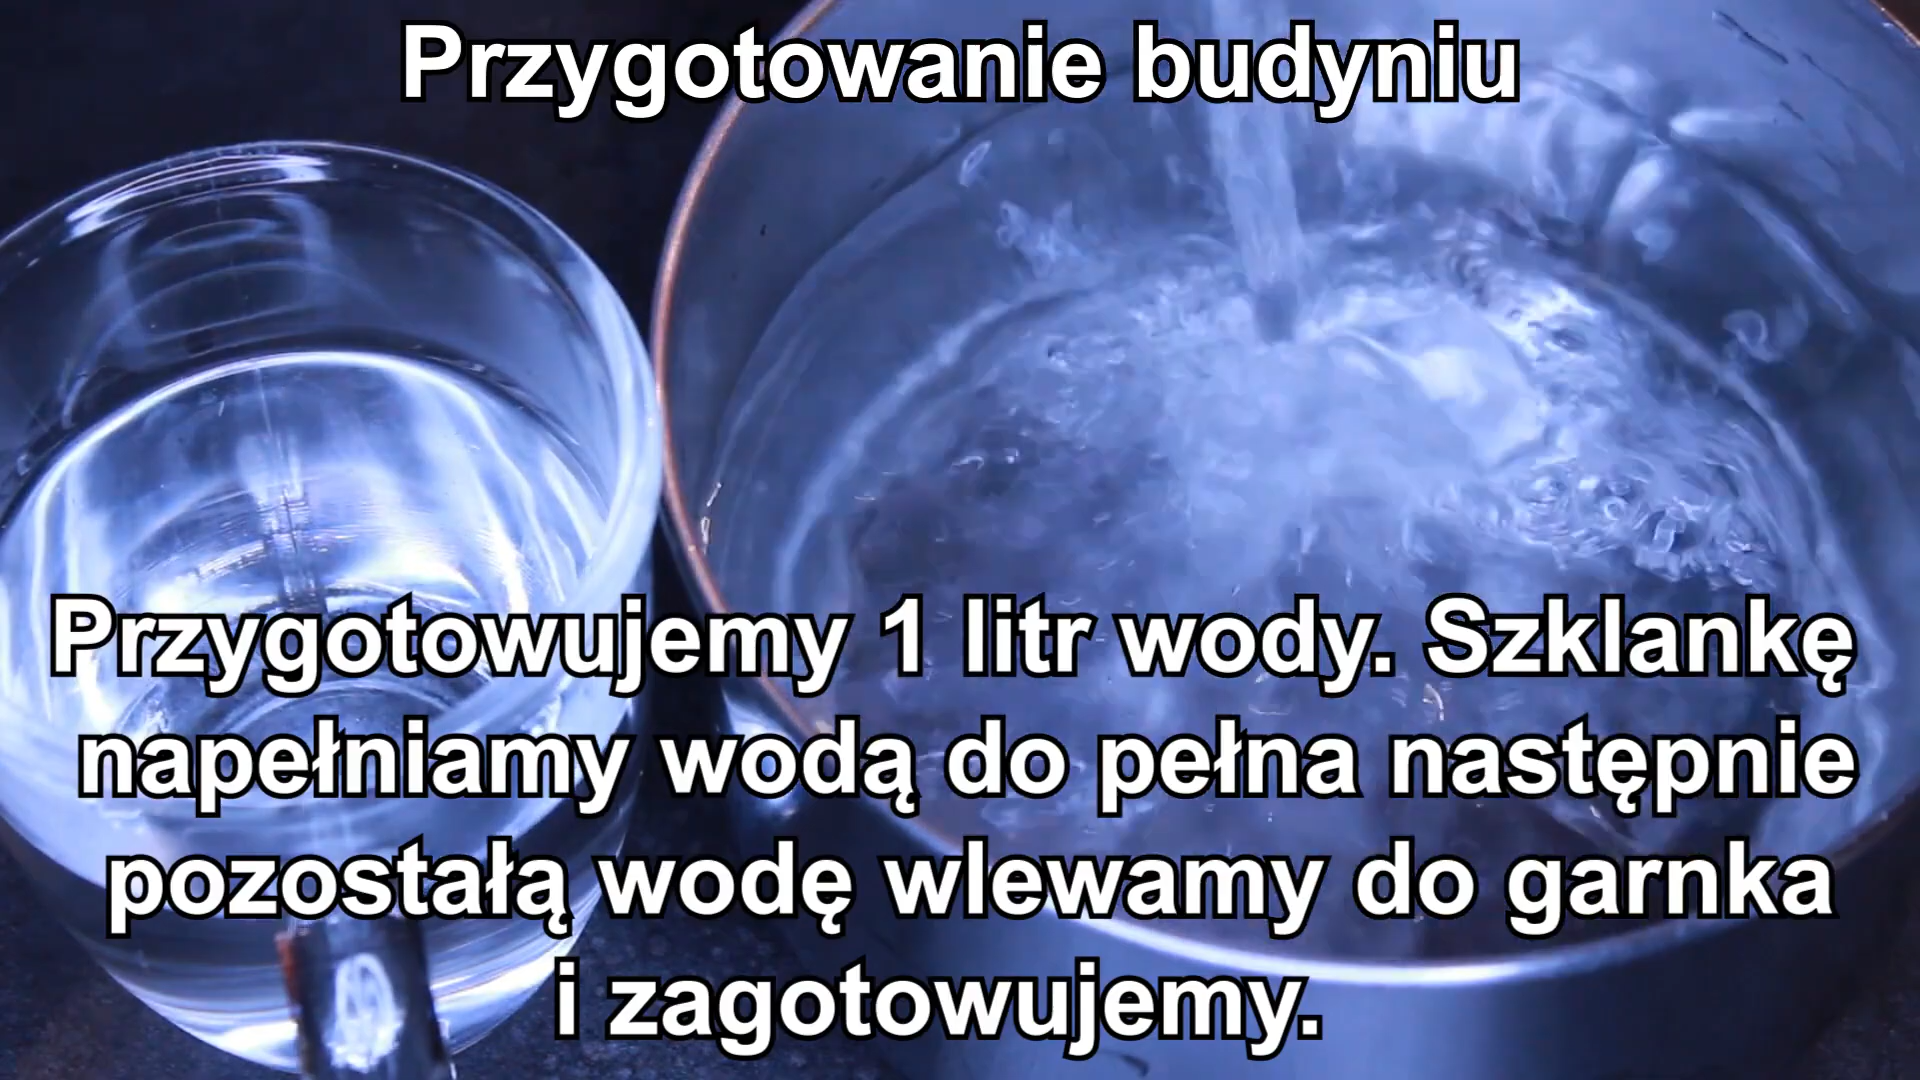 Przygotowanie budyniu
Przygotowujemy 1 litr wody. Szklankę
napełniamy wodą do pełna następnie
pozostałą wodę wlewamy do garnka
i zagotowujemy.